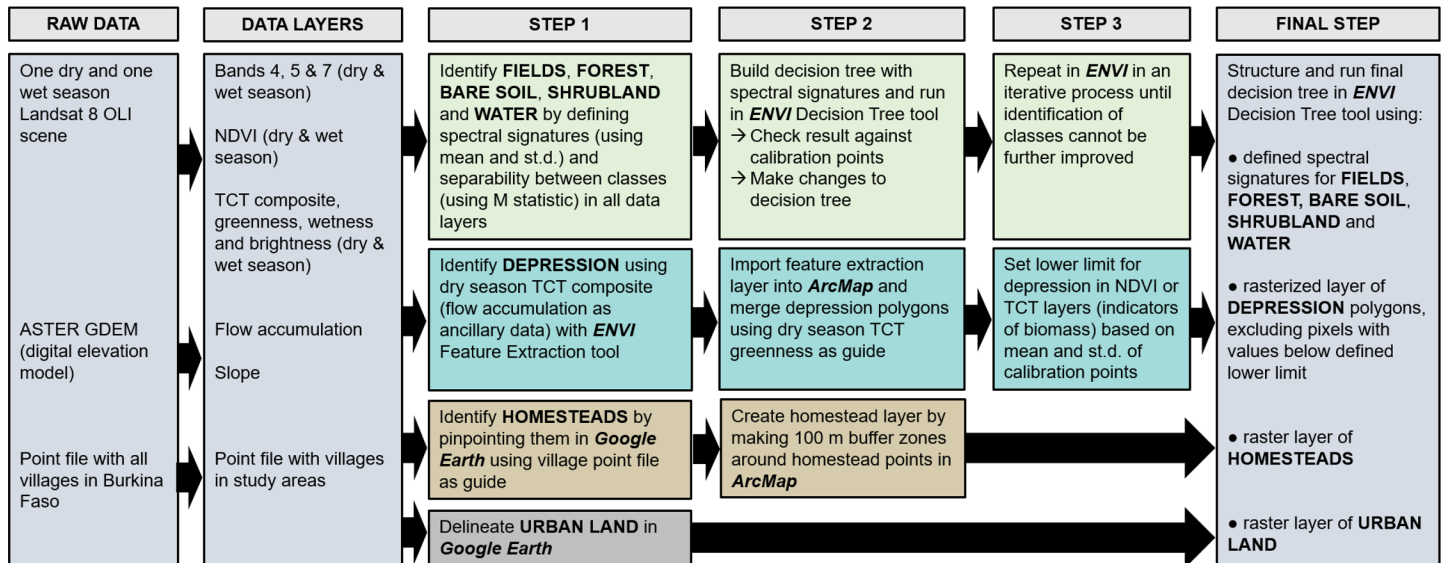 RAW DATA
DATA LAYERS
STEP 1
STEP 2
STEP 3
FINAL STEP
One dry and one
wet season
Landsat 8 OLI
scene
ASTER GDEM
(digital elevation
model)
Point file with all
villages in Burkina
Faso
Bands 4, 5 & 7 (dry &
wet season)
NDVI (dry & wet
season)
TCT composite,
greenness, wetness
and brightness (dry &
wet season)
Flow accumulation
Slope
Point file with villages
in study areas
Identify FIELDS, FOREST,
BARE SOIL, SHRUBLAND
and WATER by defining
spectral signatures (using
mean and st.d.) and
separability between classes
(using M statistic) in all data
layers
Build decision tree with
spectral signatures and run
in ENVI Decision Tree tool
→ Check result against
calibration points
→ Make changes to
decision tree
Repeat in ENVI in an
iterative process until
identification of
classes cannot be
further improved
Identify DEPRESSION using
dry season TCT composite
(flow accumulation as
ancillary data) with ENVI
Feature Extraction tool
Import feature extraction
layer into ArcMap and
merge depression polygons
using dry season TCT
greenness as guide
Set lower limit for
depression in NDVI or
TCT layers (indicators
of biomass) based on
mean and st.d. of
calibration points
Identify HOMESTEADS by
pinpointing them in Google
Earth using village point file
as guide
Create homestead layer by
making 100 m buffer zones
around homestead points in
ArcMap
Delineate URBAN LAND in
Google Earth
Structure and run final
decision tree in ENVI
Decision Tree tool using:
● defined spectral
signatures for FIELDS,
FOREST, BARE SOIL,
SHRUBLAND and
WATER
● rasterized layer of
DEPRESSION polygons,
excluding pixels with
values below defined
lower limit
● raster layer of
HOMESTEADS
● raster layer of URBAN
LAND